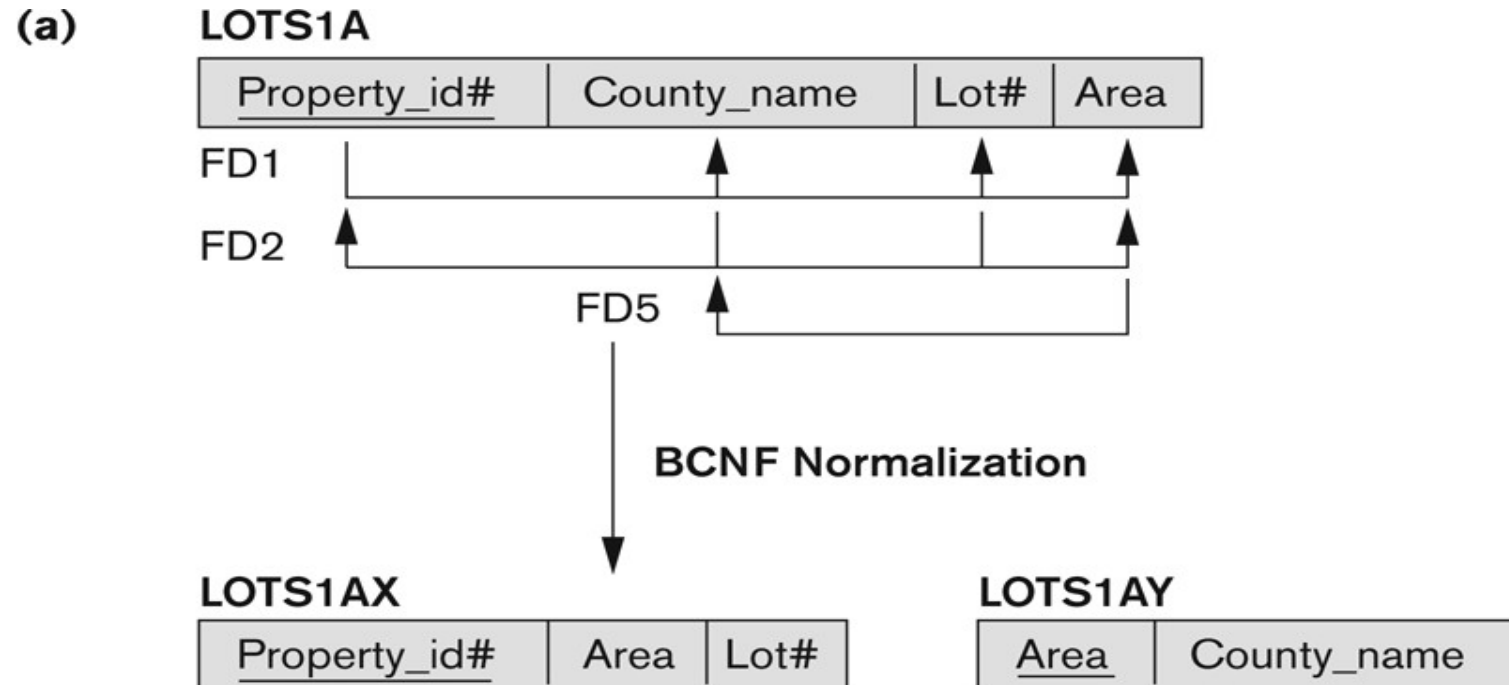 (a) LOTS1A
Property_id# County_name Lot# Area
FD1
FD2
FD5
BCNF Normalization
LOTS1AX LOTS1AY
Property_id# Area Lot# Area County_name